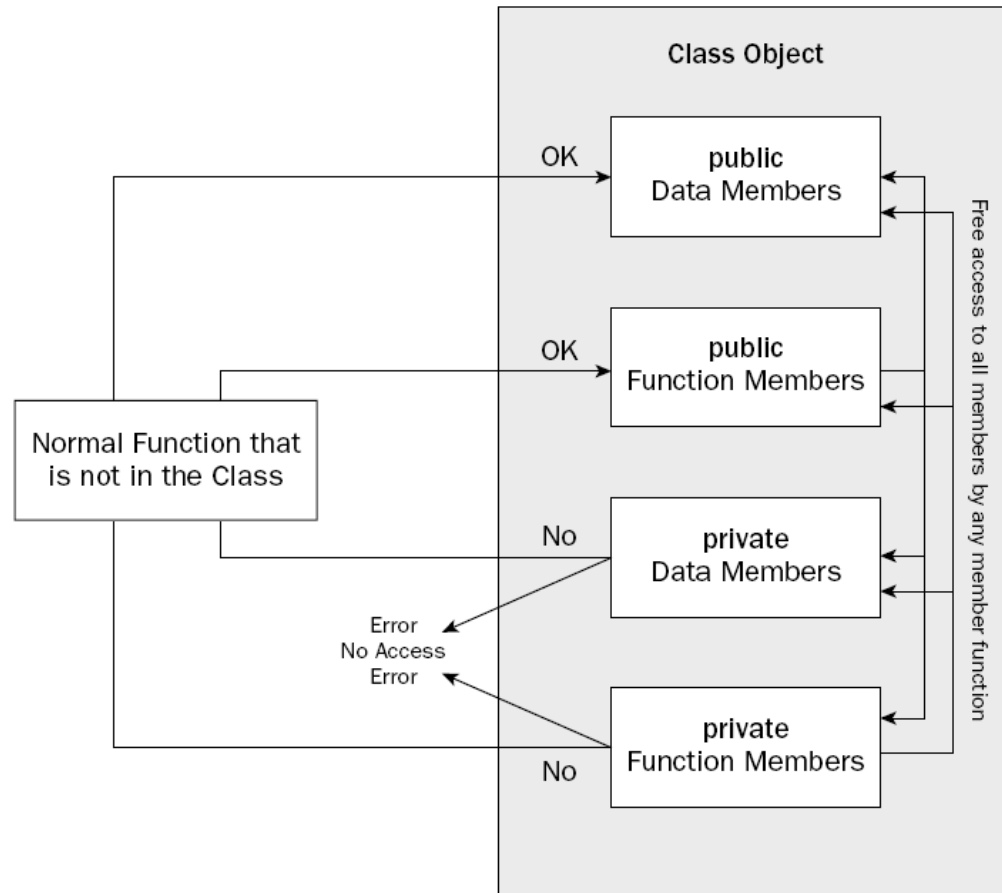 Class Object
OK
public
Data Members
OK
public
Function Members
Normal Function that
is not in the Class
No
private
Data Members
Error
No Access
Error
private
Function Members
No
Free access to all members by any member function